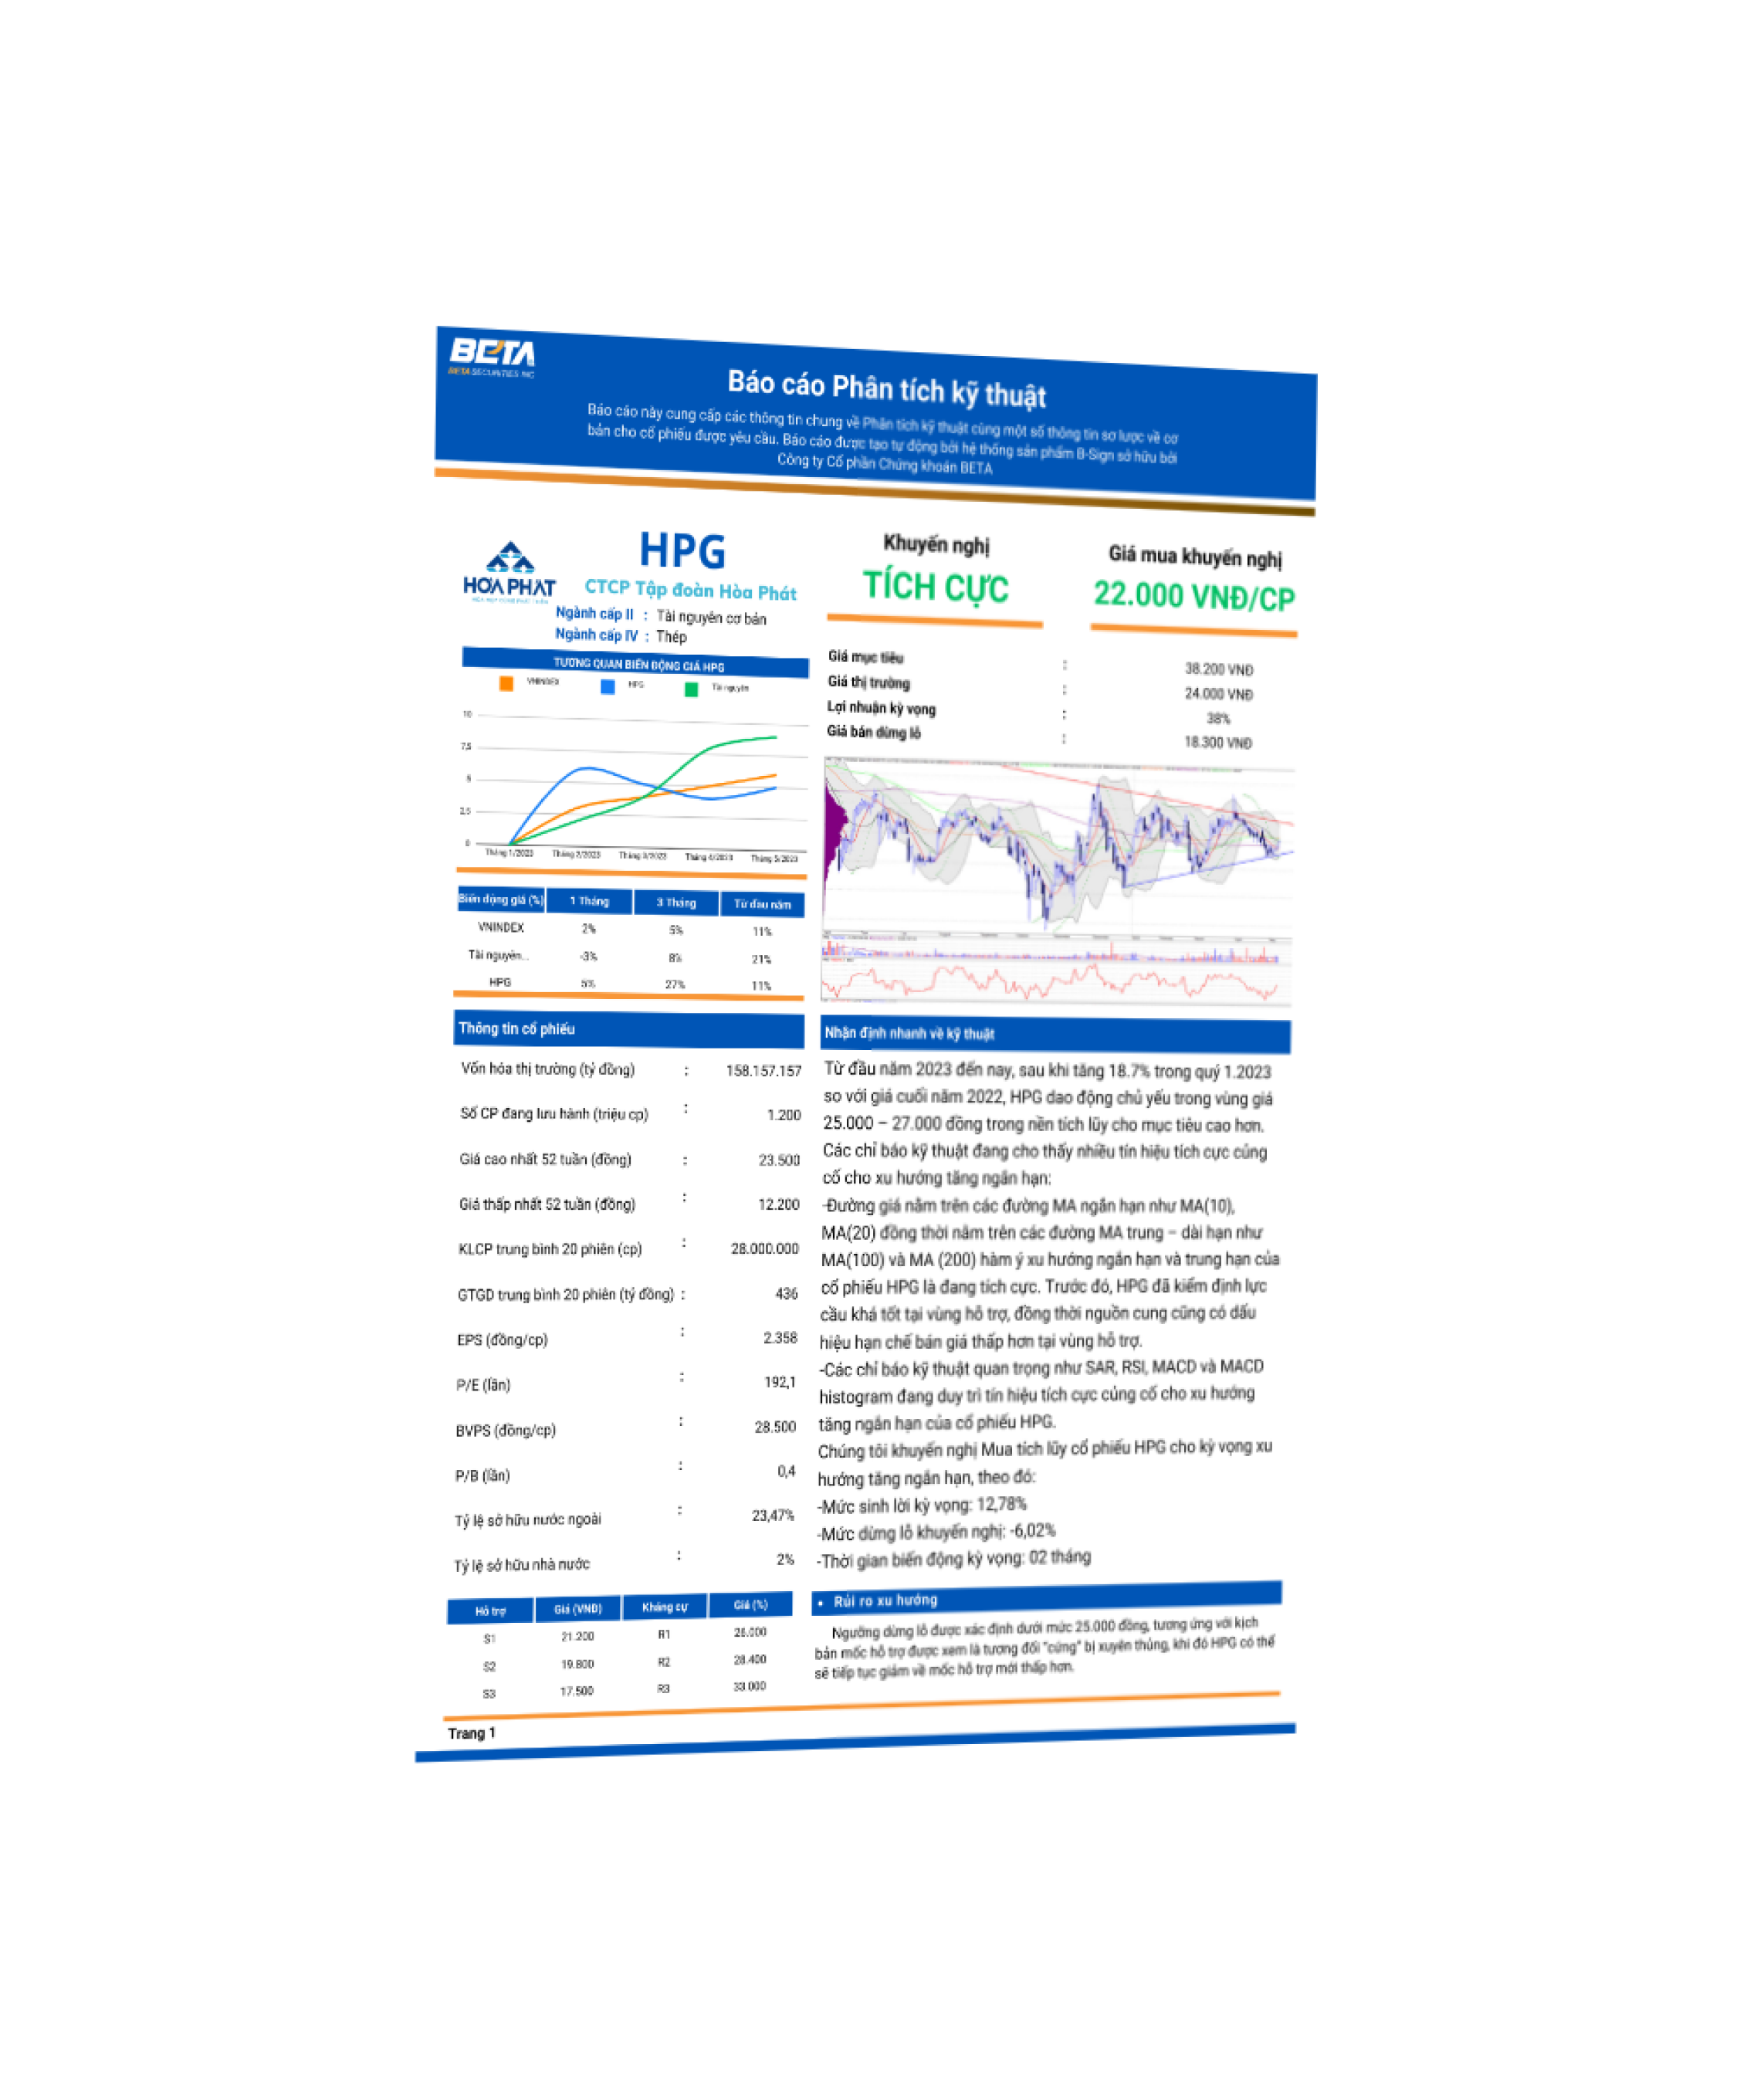 BETA
BETA SECURITIES INC
Báo cáo Phân tích kỹ thuật
Báo cáo này cung cấp các thông tin chung về Phân tích kỹ thuật cùng một số thông tin sơ lược về cơ
bản cho cổ phiếu được yêu cầu. Báo cáo được tạo tự động bởi hệ thống sản phẩm B-Sign sở hữu bởi
Công ty Cổ phần Chứng khoán BETA
HÒA PHÁT
HPG
CTCP Tập đoàn Hòa Phát
Ngành cấp II : Tài nguyên cơ bản
Ngành cấp IV : Thép
Khuyến nghị
TÍCH CỰC
Giá mua khuyến nghị
22.000 VNĐ/CP
TƯƠNG QUAN BIẾN ĐỘNG GIÁ HPG
VNINDEX HPG Tài nguyên
10
7.5
5
2.5
0
Tháng 1/2023 Tháng 2/2023 Tháng 3/2023 Tháng 4/2023 Tháng 5/2023
Giá mục tiêu : 38.200 VNĐ
Giá thị trường : 24.000 VNĐ
Lợi nhuận kỳ vọng : 38%
Giá bán dừng lỗ : 18.300 VNĐ
Biến động giá (%) 1 Tháng 3 Tháng Từ đầu năm
VNINDEX 2% 5% 11%
Tài nguyên... -3% 8% 21%
HPG 5% 27% 11%
Thông tin cổ phiếu
Vốn hóa thị trường (tỷ đồng) : 158.157.157
Số CP đang lưu hành (triệu cp) : 1.200
Giá cao nhất 52 tuần (đồng) : 23.500
Giá thấp nhất 52 tuần (đồng) : 12.200
KLCP trung bình 20 phiên (cp) : 28.000.000
GTGD trung bình 20 phiên (tỷ đồng) : 436
EPS (đồng/cp) : 2.358
P/E (lần) : 192,1
BVPS (đồng/cp) : 28.500
P/B (lần) : 0,4
Tỷ lệ sở hữu nước ngoài : 23,47%
Tỷ lệ sở hữu nhà nước : 2%
Hỗ trợ Giá (VNĐ) Kháng cự Giá (%)
S1 21.200 R1 26.000
S2 19.800 R2 28.400
S3 17.500 R3 33.000
Nhận định nhanh về kỹ thuật
Từ đầu năm 2023 đến nay, sau khi tăng 18.7% trong quý 1.2023
so với giá cuối năm 2022, HPG dao động chủ yếu trong vùng giá
25.000 – 27.000 đồng trong nền tích lũy cho mục tiêu cao hơn.
Các chỉ báo kỹ thuật đang cho thấy nhiều tín hiệu tích cực củng
cố cho xu hướng tăng ngắn hạn:
-Đường giá nằm trên các đường MA ngắn hạn như MA(10),
MA(20) đồng thời nằm trên các đường MA trung – dài hạn như
MA(100) và MA (200) hàm ý xu hướng ngắn hạn và trung hạn của
cổ phiếu HPG là đang tích cực. Trước đó, HPG đã kiểm định lực
cầu khá tốt tại vùng hỗ trợ, đồng thời nguồn cung cũng có dấu
hiệu hạn chế bán giá thấp hơn tại vùng hỗ trợ.
-Các chỉ báo kỹ thuật quan trọng như SAR, RSI, MACD và MACD
histogram đang duy trì tín hiệu tích cực củng cố cho xu hướng
tăng ngắn hạn của cổ phiếu HPG.
Chúng tôi khuyến nghị Mua tích lũy cổ phiếu HPG cho kỳ vọng xu
hướng tăng ngắn hạn, theo đó:
-Mức sinh lời kỳ vọng: 12,78%
-Mức dừng lỗ khuyến nghị: -6,02%
-Thời gian biến động kỳ vọng: 02 tháng
• Rủi ro xu hướng
Ngưỡng dừng lỗ được xác định dưới mức 25.000 đồng, tương ứng với kịch
bản mốc hỗ trợ được xem là tương đối "cứng" bị xuyên thủng, khi đó HPG có thể
sẽ tiếp tục giảm về mốc hỗ trợ mới thấp hơn.
Trang 1